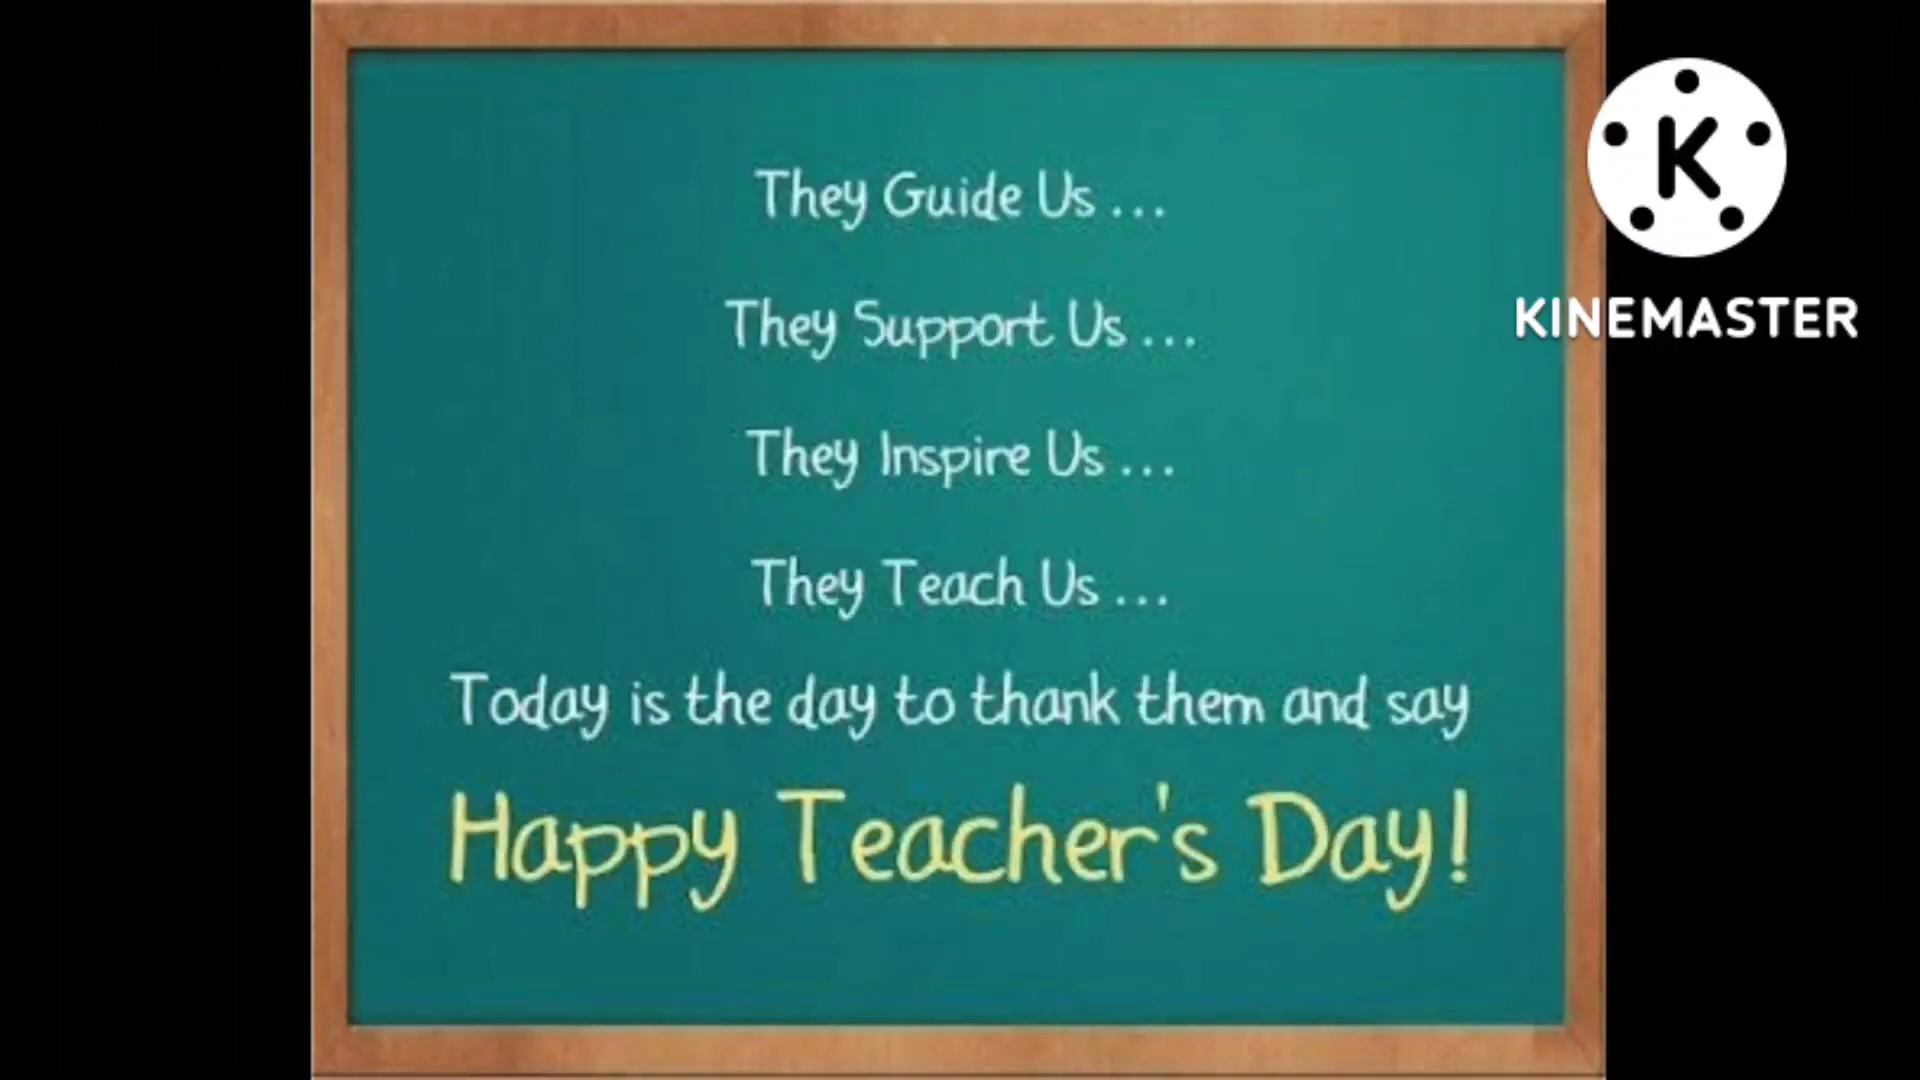 They Guide Us ...
They Support Us ...
They Inspire Us ...
They Teach Us ...
Today is the day to thank them and say
Happy Teacher's Day!
K
KINEMASTER